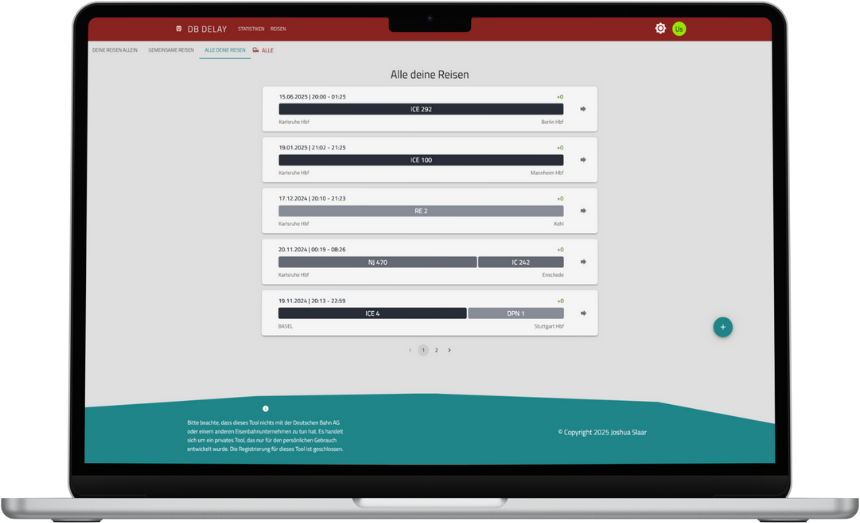 DB DELAY STATISTIKEN REISEN Us
DEINE REISEN ALLEIN GEMEINSAME REISEN ALLE DEINE REISEN ALLE
Alle deine Reisen
15.06.2025 | 20:00 - 01:25 +0
ICE 292
Karlsruhe Hbf Berlin Hbf
19.01.2025 | 21:02 - 21:25 +0
ICE 100
Karlsruhe Hbf Mannheim Hbf
17.12.2024 | 20:10 - 21:23 +0
RE 2
Karlsruhe Hbf Kehl
20.11.2024 | 00:19 - 08:26 +0
NJ 470 IC 242
Karlsruhe Hbf Enschede
19.11.2024 | 20:13 - 22:59 +0
ICE 4 DPN 1
BASEL Stuttgart Hbf
‹ 1 2 ›
+
Bitte beachte, dass dieses Tool nichts mit der Deutschen Bahn AG
oder einem anderen Eisenbahnunternehmen zu tun hat. Es handelt
sich um ein privates Tool, das nur für den persönlichen Gebrauch
entwickelt wurde. Die Registrierung für dieses Tool ist geschlossen.
© Copyright 2025 Joshua Slaar